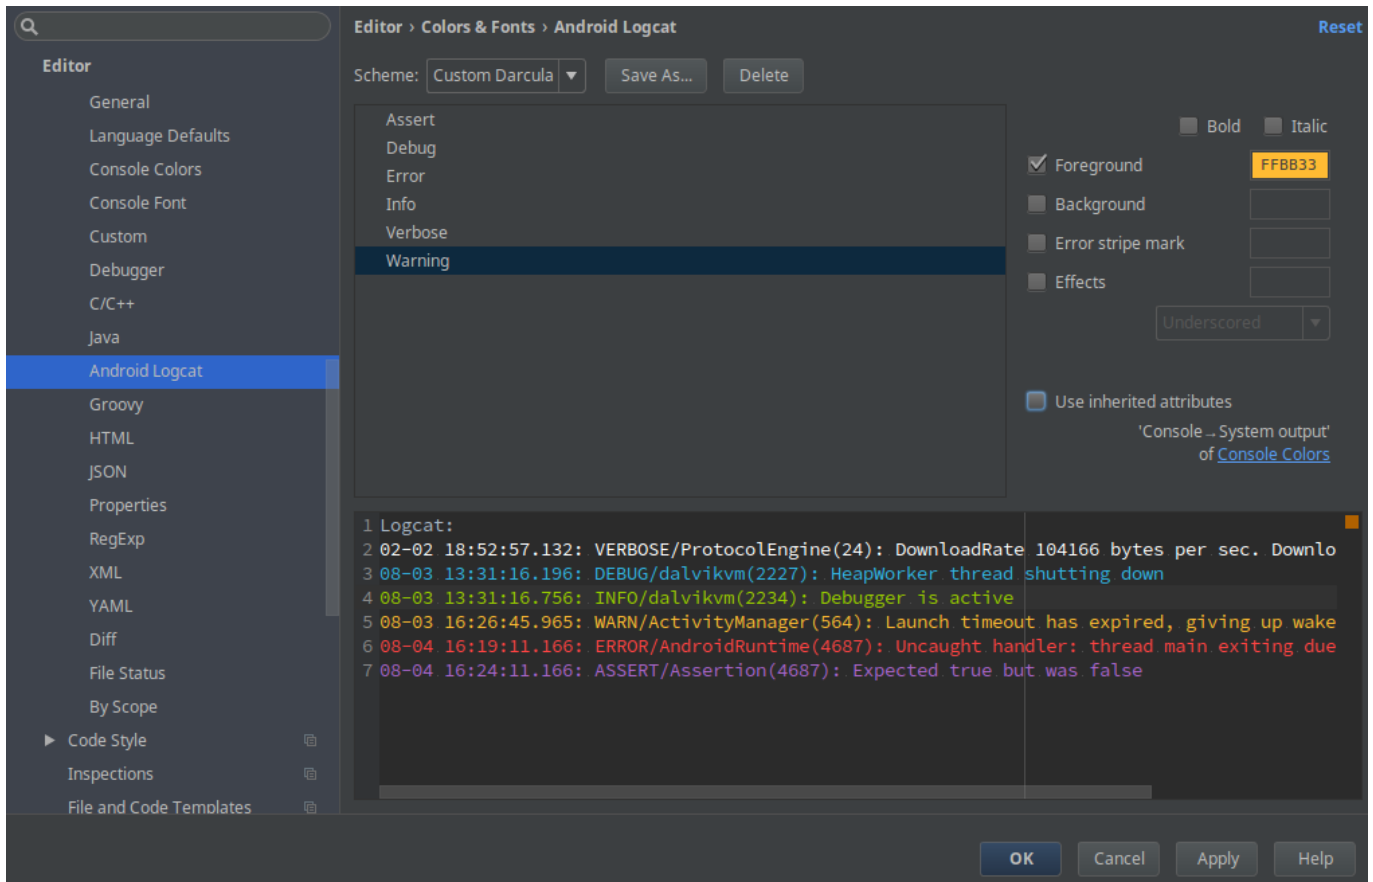 Editor › Colors & Fonts › Android Logcat
Reset
Editor
General
Language Defaults
Console Colors
Console Font
Custom
Debugger
C/C++
Java
Android Logcat
Groovy
HTML
JSON
Properties
RegExp
XML
YAML
Diff
File Status
By Scope
Code Style
Inspections
File and Code Templates
Scheme: Custom Darcula
Save As...
Delete
Assert
Debug
Error
Info
Verbose
Warning
Bold
Italic
Foreground
FFBB33
Background
Error stripe mark
Effects
Underscored
Use inherited attributes
'Console→System output'
of Console Colors
1 Logcat:
2 02-02 18:52:57.132: VERBOSE/ProtocolEngine(24): DownloadRate 104166 bytes per sec. Downlo
3 08-03 13:31:16.196: DEBUG/dalvikvm(2227): HeapWorker thread shutting down
4 08-03 13:31:16.756: INFO/dalvikvm(2234): Debugger is active
5 08-03 16:26:45.965: WARN/ActivityManager(564): Launch timeout has expired, giving up wake
6 08-04 16:19:11.166: ERROR/AndroidRuntime(4687): Uncaught handler: thread main exiting due
7 08-04 16:24:11.166: ASSERT/Assertion(4687): Expected true but was false
OK
Cancel
Apply
Help